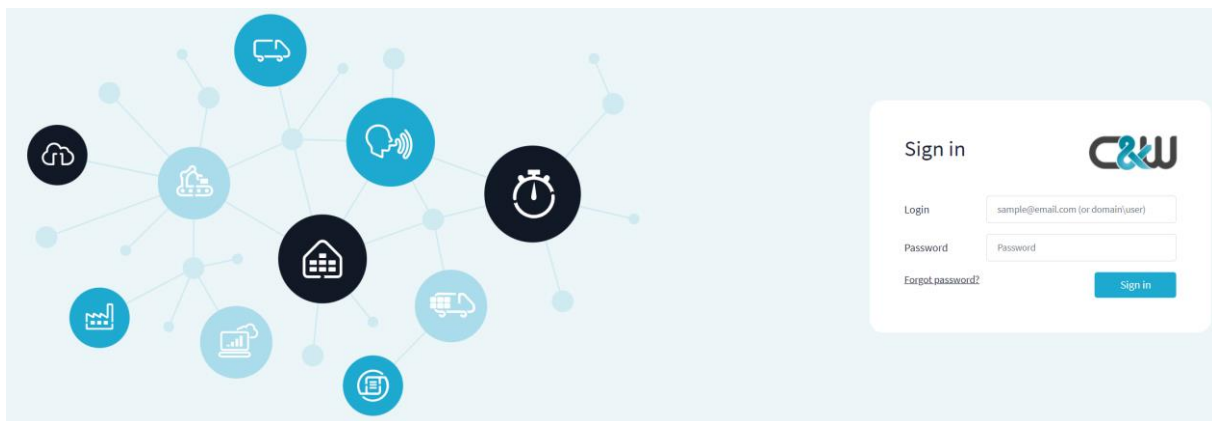 Sign in
C&W
Login
sample@email.com (or domain\user)
Password
Password
Forgot password?
Sign in